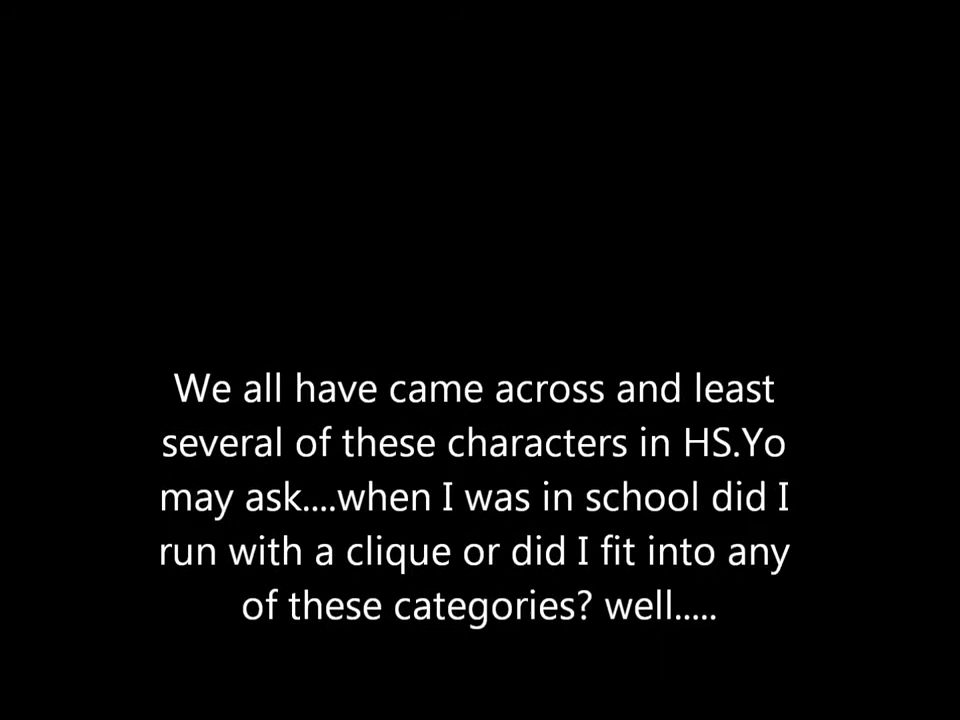 We all have came across and least
several of these characters in HS.Yo
may ask....when I was in school did I
run with a clique or did I fit into any
of these categories? well.....